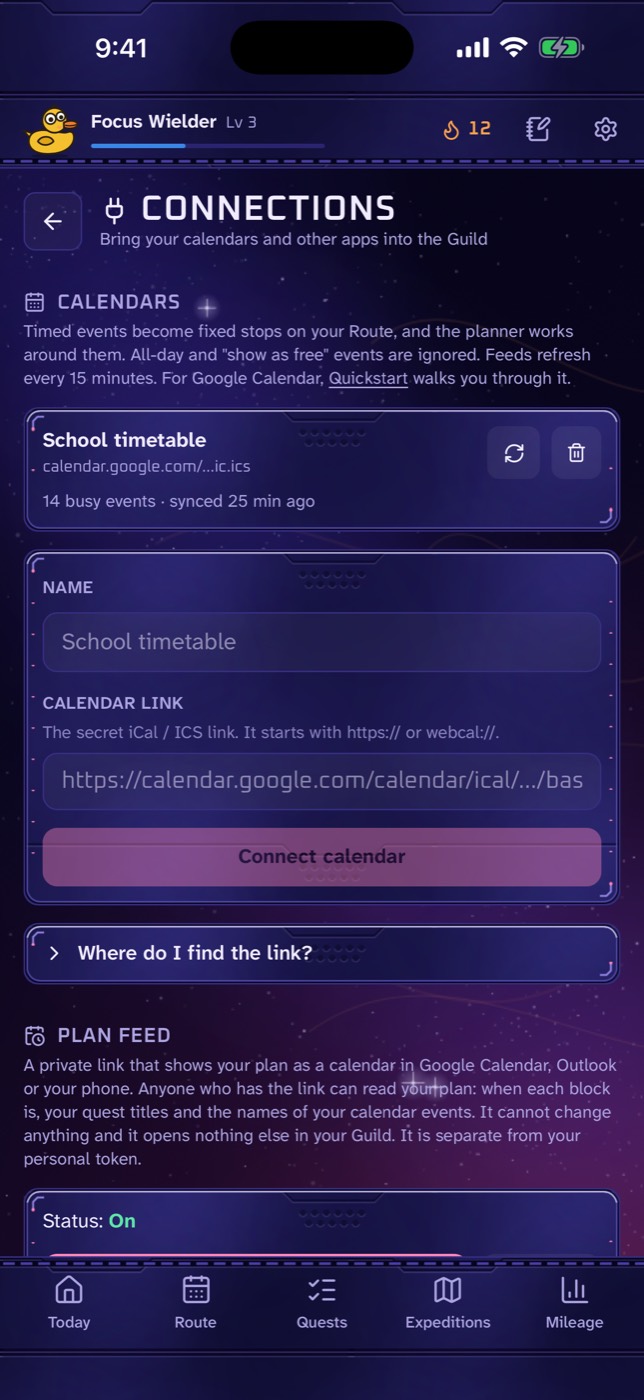 9:41
Focus Wielder Lv 3
12
CONNECTIONS
Bring your calendars and other apps into the Guild
CALENDARS
Timed events become fixed stops on your Route, and the planner works
around them. All-day and "show as free" events are ignored. Feeds refresh
every 15 minutes. For Google Calendar, Quickstart walks you through it.
School timetable
calendar.google.com/...ic.ics
14 busy events · synced 25 min ago
NAME
School timetable
CALENDAR LINK
The secret iCal / ICS link. It starts with https:// or webcal://.
https://calendar.google.com/calendar/ical/.../bas
Connect calendar
Where do I find the link?
PLAN FEED
A private link that shows your plan as a calendar in Google Calendar, Outlook
or your phone. Anyone who has the link can read your plan: when each block
is, your quest titles and the names of your calendar events. It cannot change
anything and it opens nothing else in your Guild. It is separate from your
personal token.
Status: On
Today
Route
Quests
Expeditions
Mileage